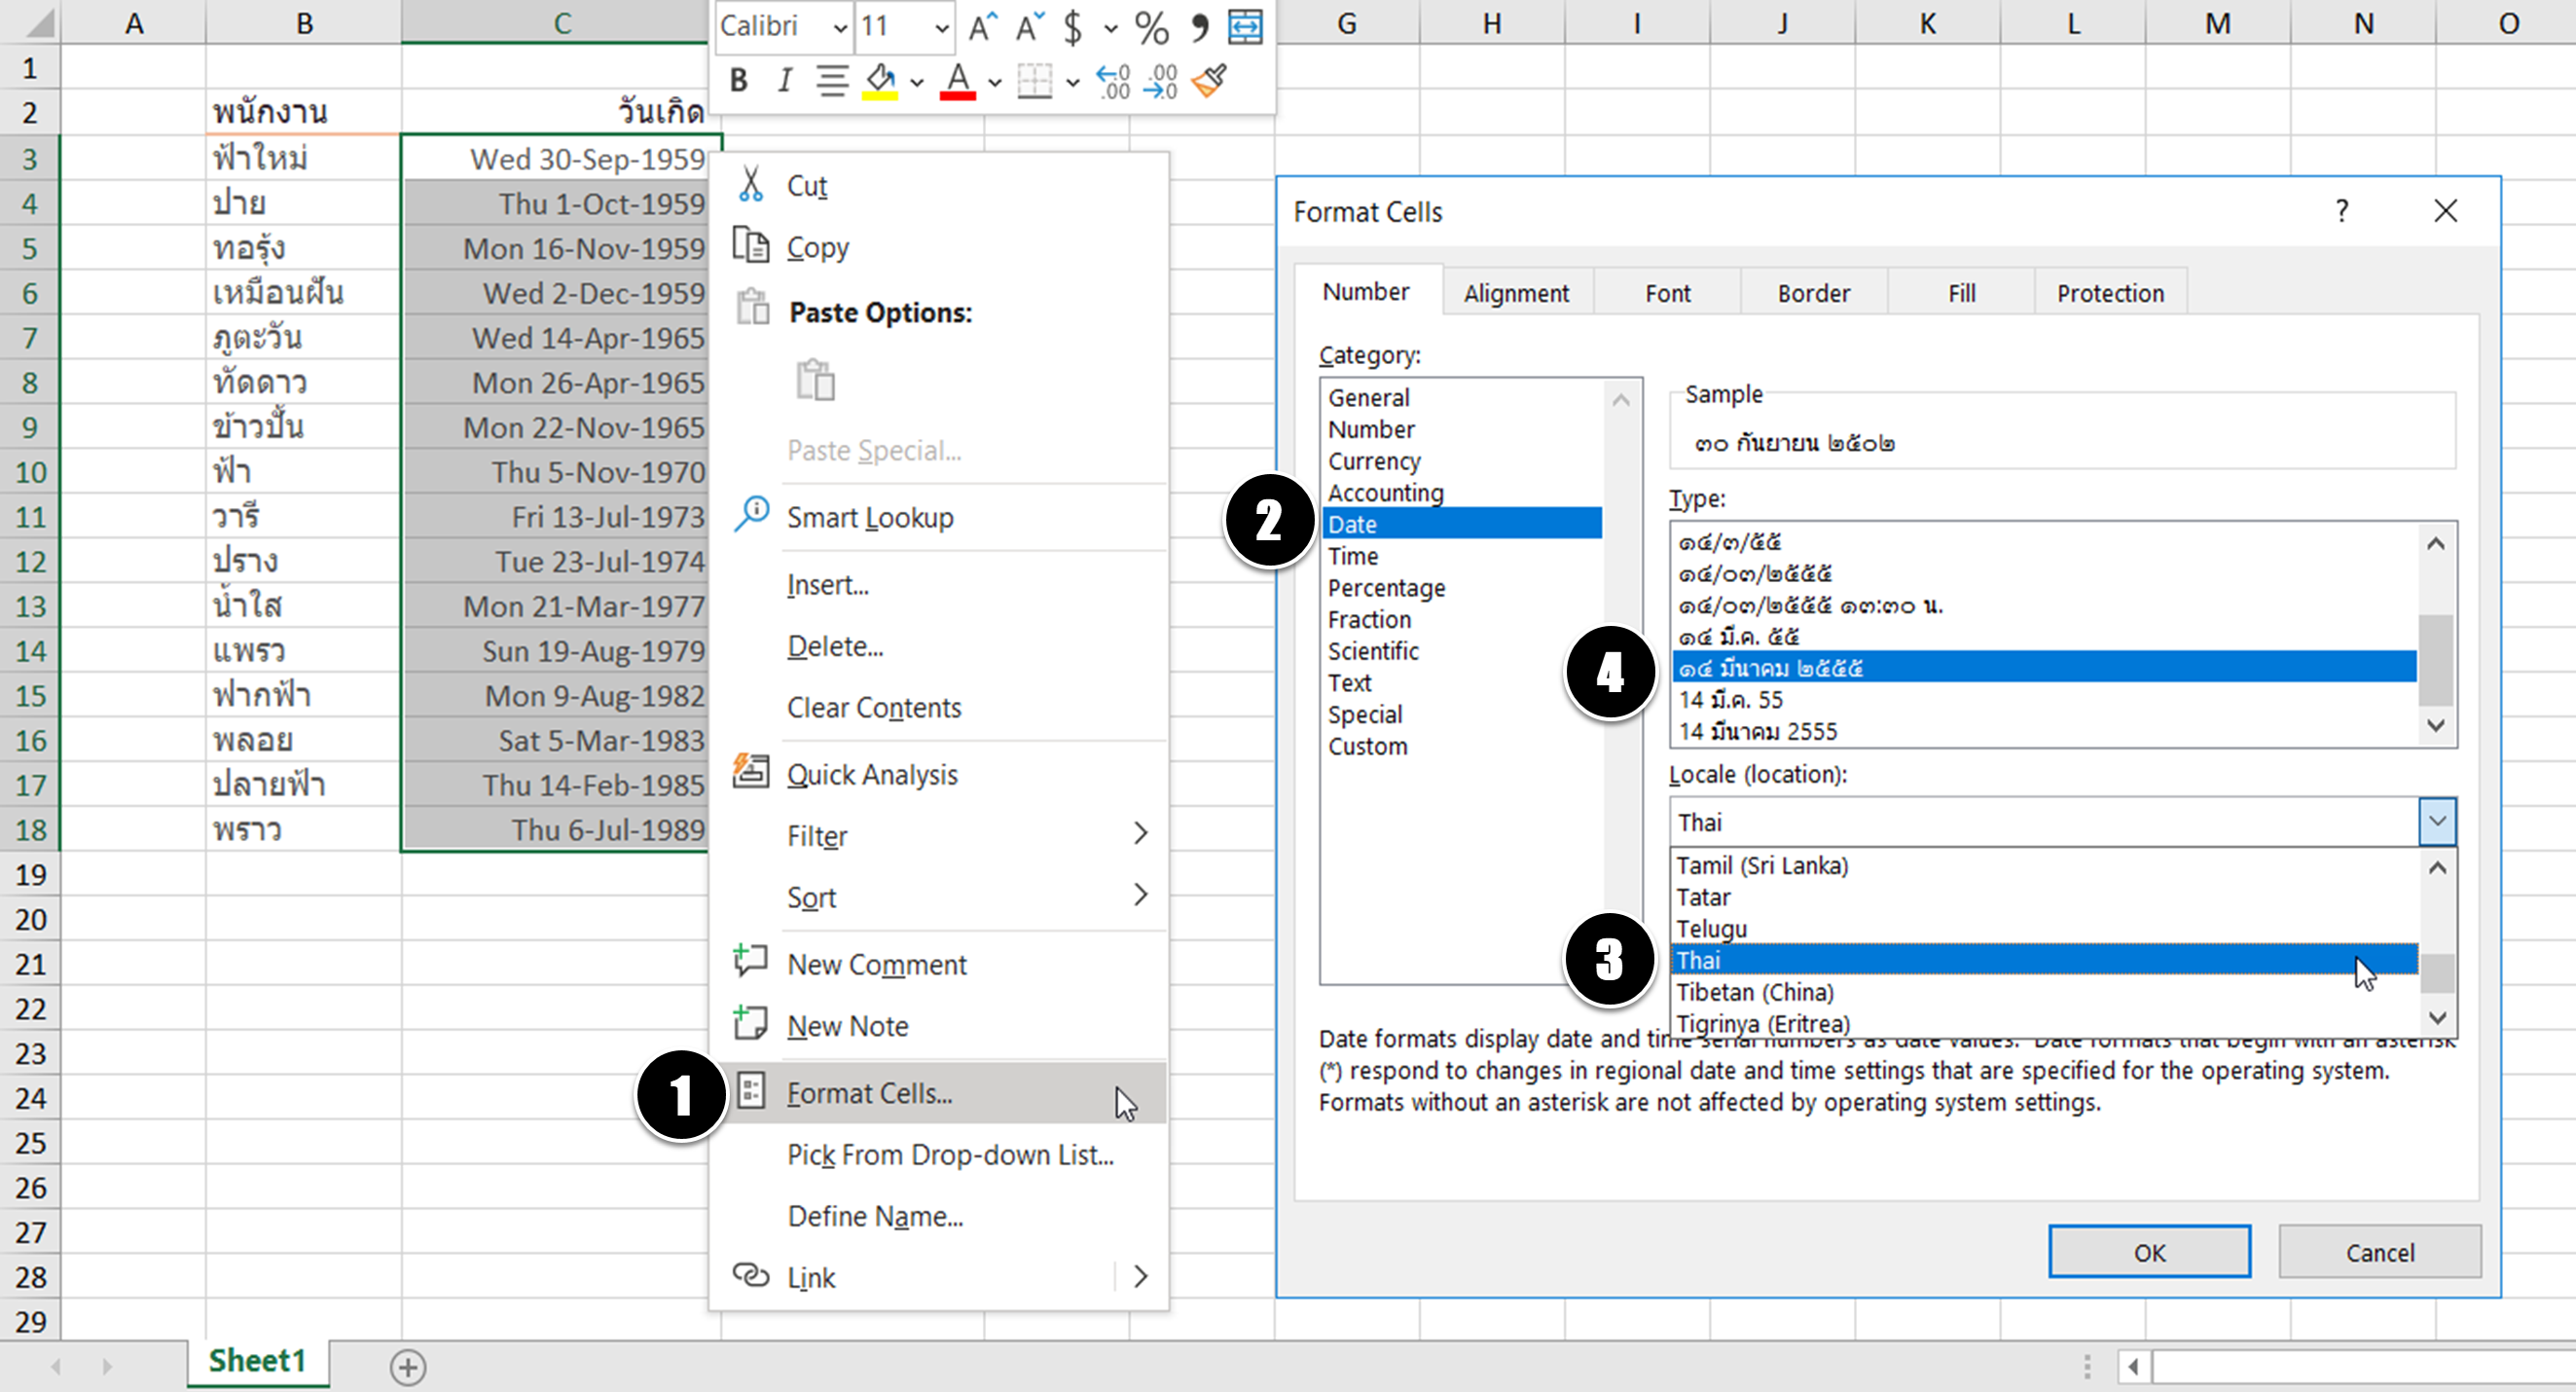 A B C G H I J K L M N O
Calibri 11 A A $ % ,
B I A .0 .00 .00 .0
1
2 พนักงาน วันเกิด
3 ฟ้าใหม่ Wed 30-Sep-1959
4 ปาย Thu 1-Oct-1959
5 ทอรุ้ง Mon 16-Nov-1959
6 เหมือนฝัน Wed 2-Dec-1959
7 ภูตะวัน Wed 14-Apr-1965
8 ทัดดาว Mon 26-Apr-1965
9 ข้าวปั้น Mon 22-Nov-1965
10 ฟ้า Thu 5-Nov-1970
11 วารี Fri 13-Jul-1973
12 ปราง Tue 23-Jul-1974
13 น้ำใส Mon 21-Mar-1977
14 แพรว Sun 19-Aug-1979
15 ฟากฟ้า Mon 9-Aug-1982
16 พลอย Sat 5-Mar-1983
17 ปลายฟ้า Thu 14-Feb-1985
18 พราว Thu 6-Jul-1989
19
20
21
22
23
24
25
26
27
28
29
Cut
Copy
Paste Options:
Paste Special...
Smart Lookup
Insert...
Delete...
Clear Contents
Quick Analysis
Filter
Sort
New Comment
New Note
1 Format Cells...
Pick From Drop-down List...
Define Name...
Link
Format Cells ?
Number Alignment Font Border Fill Protection
Category:
General
Number
Currency
Accounting
2 Date
Time
Percentage
Fraction
Scientific
Text
Special
Custom
Sample
๓๐ กันยายน ๒๕๐๒
Type:
๑๔/๓/๕๕
๑๔/๐๓/๒๕๕๕
๑๔/๐๓/๒๕๕๕ ๑๓:๓๐ น.
๑๔ มี.ค. ๕๕
4 ๑๔ มีนาคม ๒๕๕๕
14 มี.ค. 55
14 มีนาคม 2555
Locale (location):
Thai
Tamil (Sri Lanka)
Tatar
Telugu
3 Thai
Tibetan (China)
Tigrinya (Eritrea)
Date formats display date and time serial numbers as date values. Date formats that begin with an asterisk
(*) respond to changes in regional date and time settings that are specified for the operating system.
Formats without an asterisk are not affected by operating system settings.
OK Cancel
Sheet1